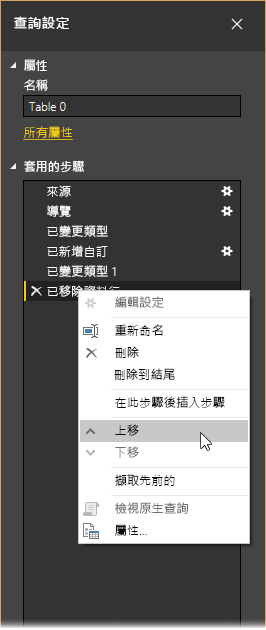 查詢設定
屬性
名稱
Table 0
所有屬性
套用的步驟
來源
導覽
已變更類型
已新增自訂
已變更類型 1
已移除資料行
編輯設定
重新命名
刪除
刪除到結尾
在此步驟後插入步驟
上移
下移
擷取先前的
檢視原生查詢
屬性...